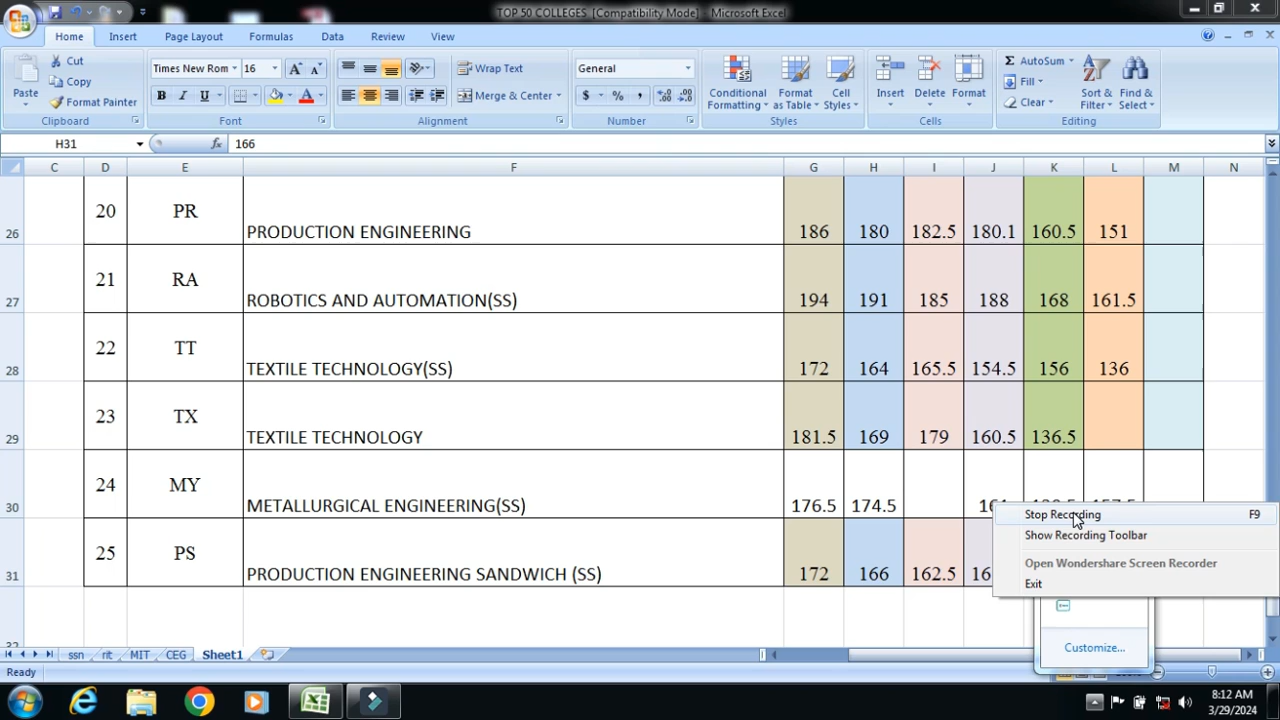 TOP 50 COLLEGES [Compatibility Mode] - Microsoft Excel
Home Insert Page Layout Formulas Data Review View
Paste Cut Copy Format Painter Clipboard
Times New Rom 16 A A B I U A Font
Wrap Text Merge & Center Alignment
General $ % , Number
Conditional Formatting Format as Table Cell Styles Styles
Insert Delete Format Cells
Σ AutoSum Fill Clear Sort & Filter Find & Select Editing
H31 fx 166
C D E F G H I J K L M N
26 20 PR PRODUCTION ENGINEERING 186 180 182.5 180.1 160.5 151
27 21 RA ROBOTICS AND AUTOMATION(SS) 194 191 185 188 168 161.5
28 22 TT TEXTILE TECHNOLOGY(SS) 172 164 165.5 154.5 156 136
29 23 TX TEXTILE TECHNOLOGY 181.5 169 179 160.5 136.5
30 24 MY METALLURGICAL ENGINEERING(SS) 176.5 174.5
31 25 PS PRODUCTION ENGINEERING SANDWICH (SS) 172 166 162.5
Stop Recording F9
Show Recording Toolbar
Open Wondershare Screen Recorder
Exit
Customize...
32
ssn rit MIT CEG Sheet1
Ready
8:12 AM
3/29/2024